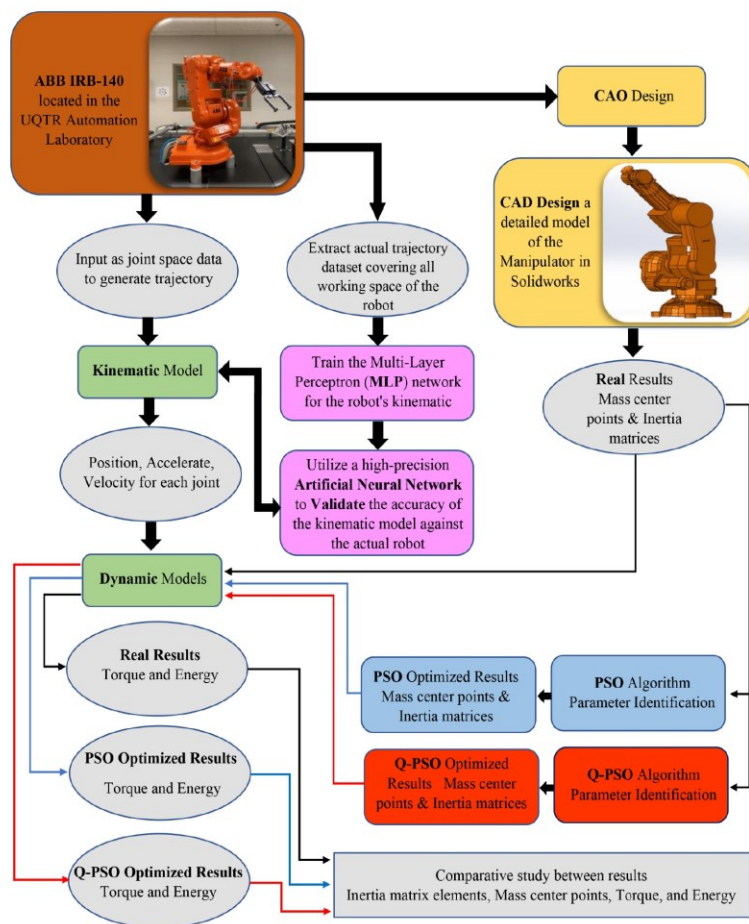 ABB IRB-140
located in the
UQTR Automation
Laboratory
CAO Design
CAD Design a
detailed model
of the
Manipulator in
Solidworks
Input as joint space data
to generate trajectory
Extract actual trajectory
dataset covering all
working space of the
robot
Kinematic Model
Train the Multi-Layer
Perceptron (MLP) network
for the robot's kinematic
Real Results
Mass center
points & Inertia
matrices
Position, Accelerate,
Velocity for each joint
Utilize a high-precision
Artificial Neural Network
to Validate the accuracy of
the kinematic model against
the actual robot
Dynamic Models
Real Results
Torque and Energy
PSO Optimized Results
Mass center points &
Inertia matrices
PSO Algorithm
Parameter Identification
PSO Optimized Results
Torque and Energy
Q-PSO Optimized
Results Mass center
points & Inertia matrices
Q-PSO Algorithm
Parameter Identification
Q-PSO Optimized Results
Torque and Energy
Comparative study between results
Inertia matrix elements, Mass center points, Torque, and Energy